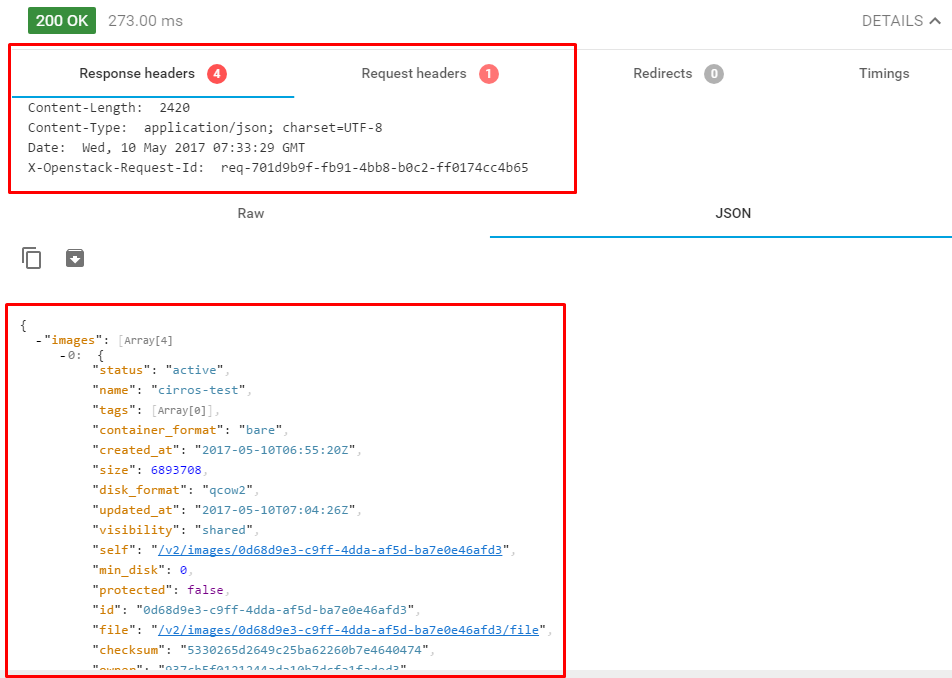 200 OK 273.00 ms DETAILS
Response headers 4 Request headers 1 Redirects 0 Timings
Content-Length: 2420
Content-Type: application/json; charset=UTF-8
Date: Wed, 10 May 2017 07:33:29 GMT
X-Openstack-Request-Id: req-701d9b9f-fb91-4bb8-b0c2-ff0174cc4b65
Raw JSON
{
-"images": [Array[4]
-0: {
"status": "active",
"name": "cirros-test",
"tags": [Array[0]],
"container_format": "bare",
"created_at": "2017-05-10T06:55:20Z",
"size": 6893708,
"disk_format": "qcow2",
"updated_at": "2017-05-10T07:04:26Z",
"visibility": "shared",
"self": "/v2/images/0d68d9e3-c9ff-4dda-af5d-ba7e0e46afd3",
"min_disk": 0,
"protected": false,
"id": "0d68d9e3-c9ff-4dda-af5d-ba7e0e46afd3",
"file": "/v2/images/0d68d9e3-c9ff-4dda-af5d-ba7e0e46afd3/file",
"checksum": "5330265d2649c25ba62260b7e4640474",
"owner":